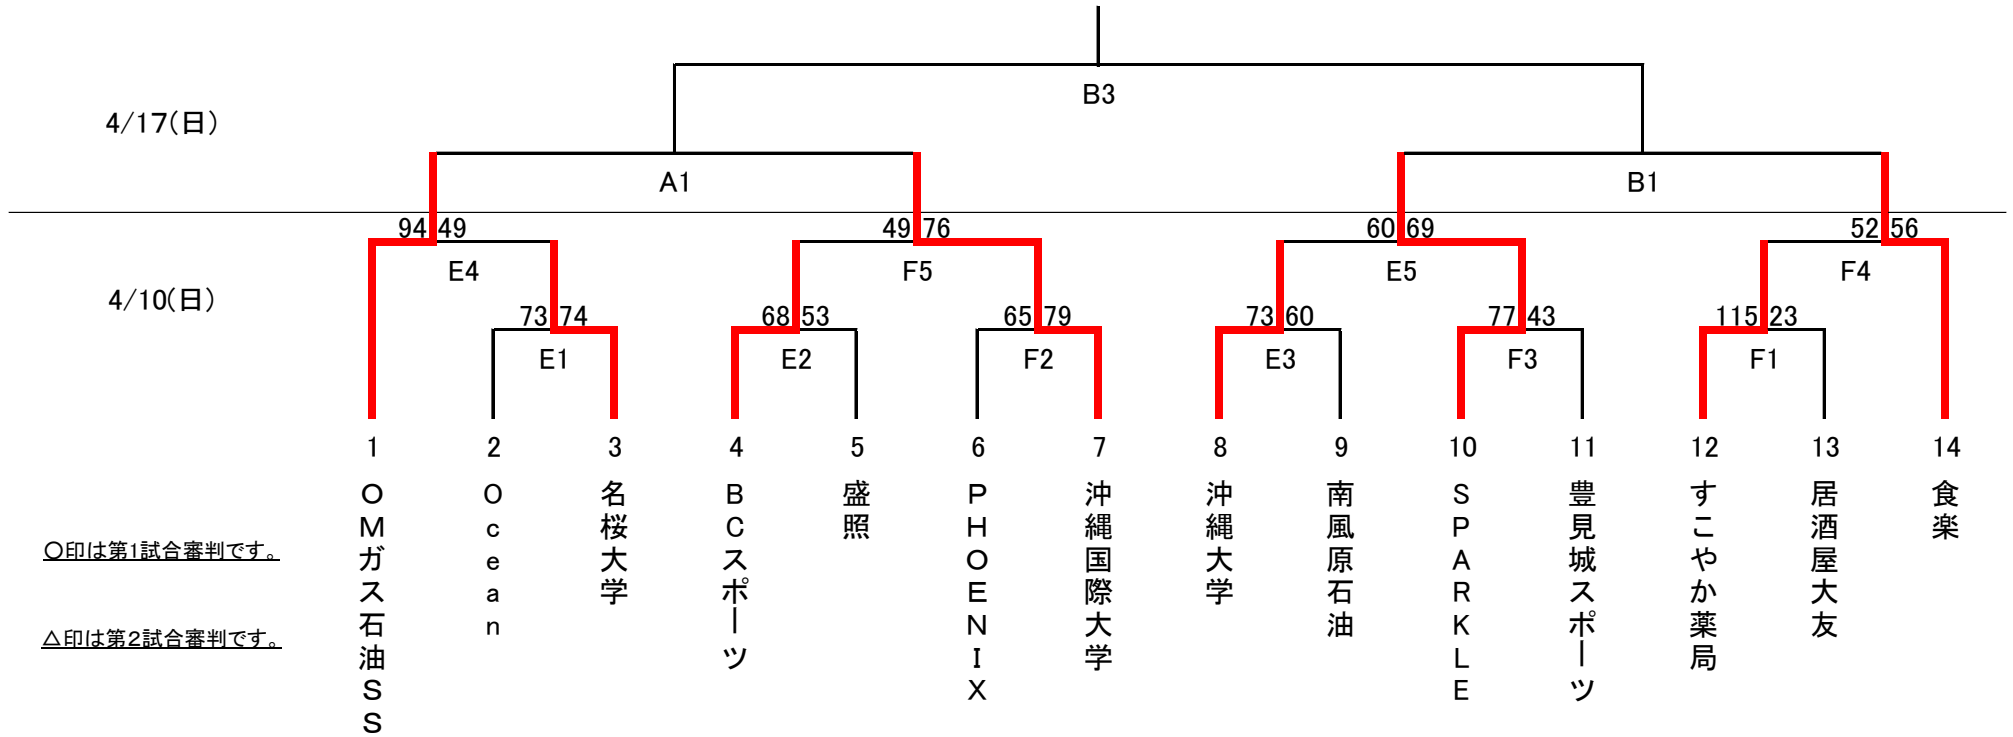 B3
4/17(日)
A1
B1
94 49
49 76
60 69
52 56
E4
F5
E5
F4
4/10(日)
73 74
68 53
65 79
73 60
77 43
115 23
E1
E2
F2
E3
F3
F1
1
2
3
4
5
6
7
8
9
10
11
12
13
14
OMガス石油SS
Ocean
名桜大学
BCスポーツ
盛照
PHOENIX
沖縄国際大学
沖縄大学
南風原石油
SPARKLE
豊見城スポーツ
すこやか薬局
居酒屋大友
食楽
〇印は第1試合審判です。
△印は第2試合審判です。